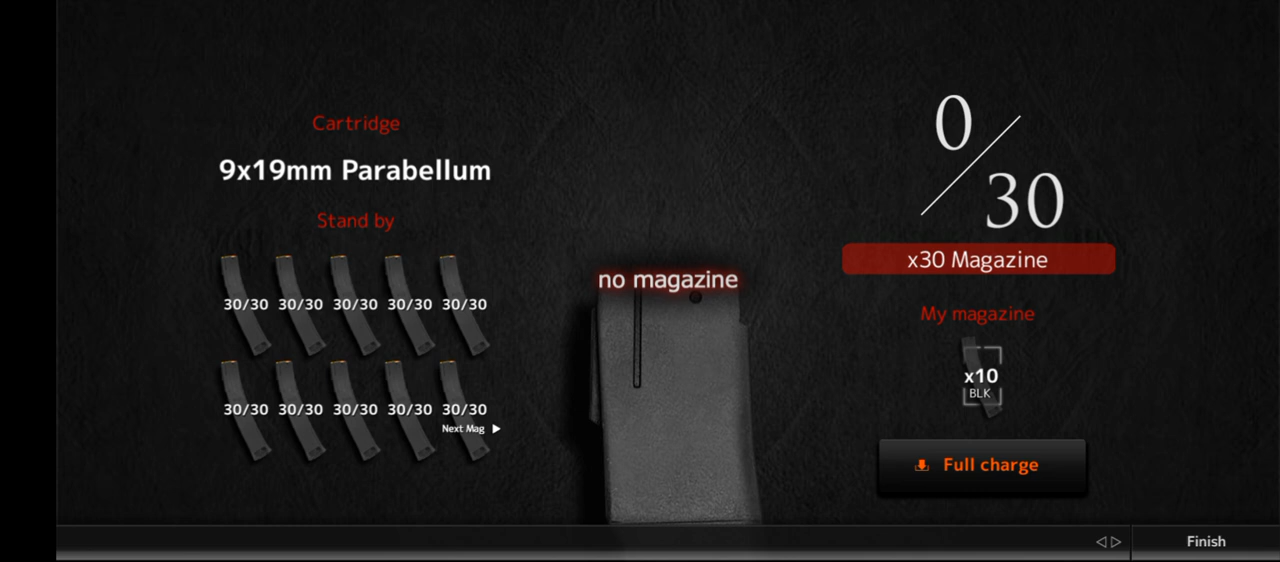 Cartridge
9x19mm Parabellum
Stand by
30/30 30/30 30/30 30/30 30/30
30/30 30/30 30/30 30/30 30/30
Next Mag ▶
no magazine
0/30
x30 Magazine
My magazine
x10
BLK
Full charge
Finish